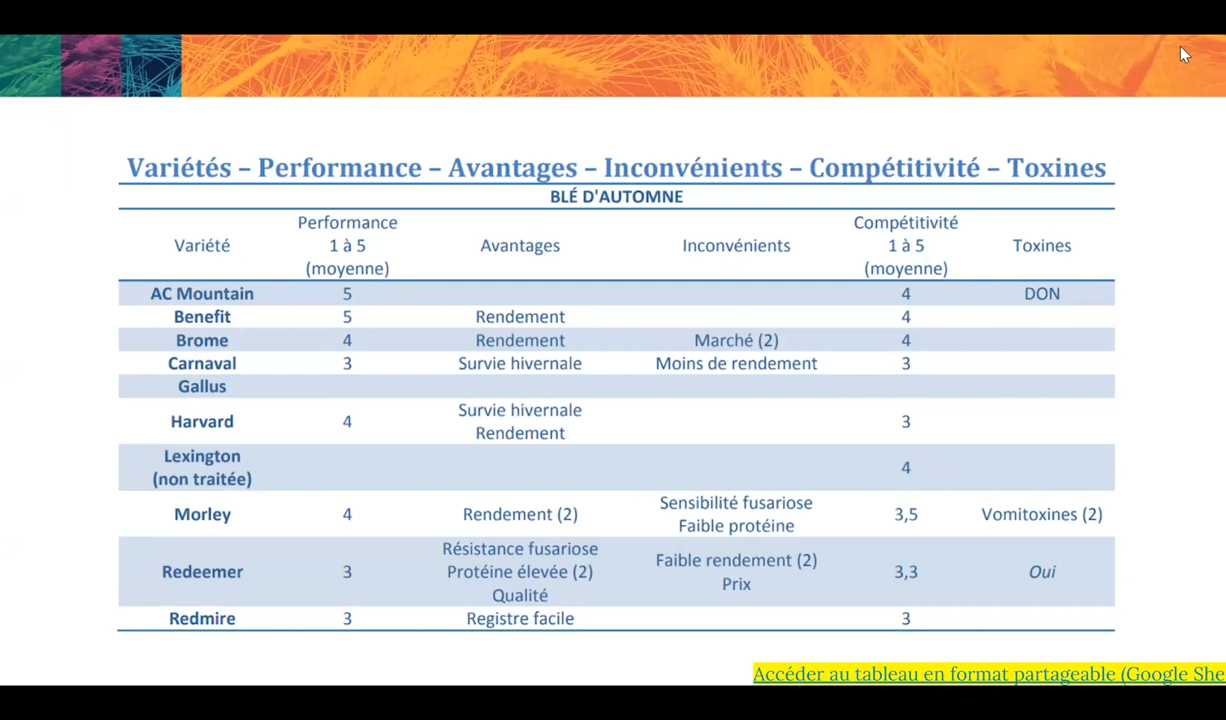 Variétés – Performance – Avantages – Inconvénients – Compétitivité – Toxines
BLÉ D'AUTOMNE
Variété Performance 1 à 5 (moyenne) Avantages Inconvénients Compétitivité 1 à 5 (moyenne) Toxines
AC Mountain 5 4 DON
Benefit 5 Rendement 4
Brome 4 Rendement Marché (2) 4
Carnaval 3 Survie hivernale Moins de rendement 3
Gallus
Harvard 4 Survie hivernale Rendement 3
Lexington (non traitée) 4
Morley 4 Rendement (2) Sensibilité fusariose Faible protéine 3,5 Vomitoxines (2)
Redeemer 3 Résistance fusariose Protéine élevée (2) Qualité Faible rendement (2) Prix 3,3 Oui
Redmire 3 Registre facile 3
Accéder au tableau en format partageable (Google She